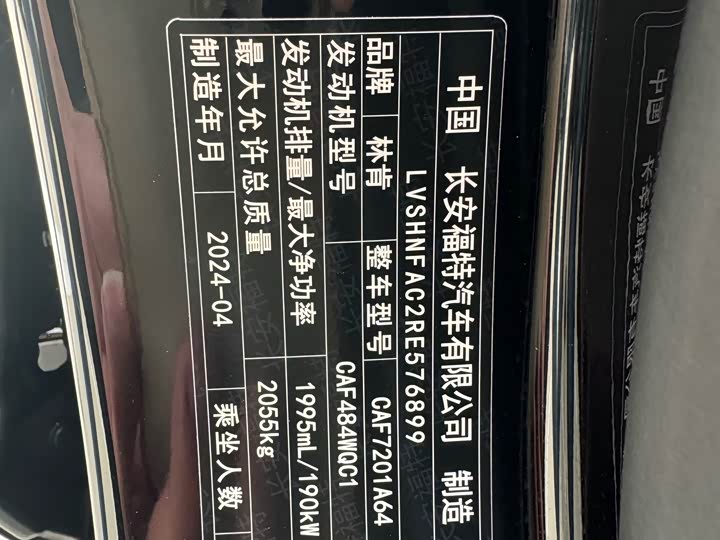 中国 长安福特汽车有限公司 制造
LVSHNFAC2RE576899
品牌 林肯 整车型号 CAF7201A64
发动机型号 CAF484WQC1
发动机排量/最大净功率 1995mL/190kW
最大允许总质量 2055kg
制造年月 2024-04 乘坐人数